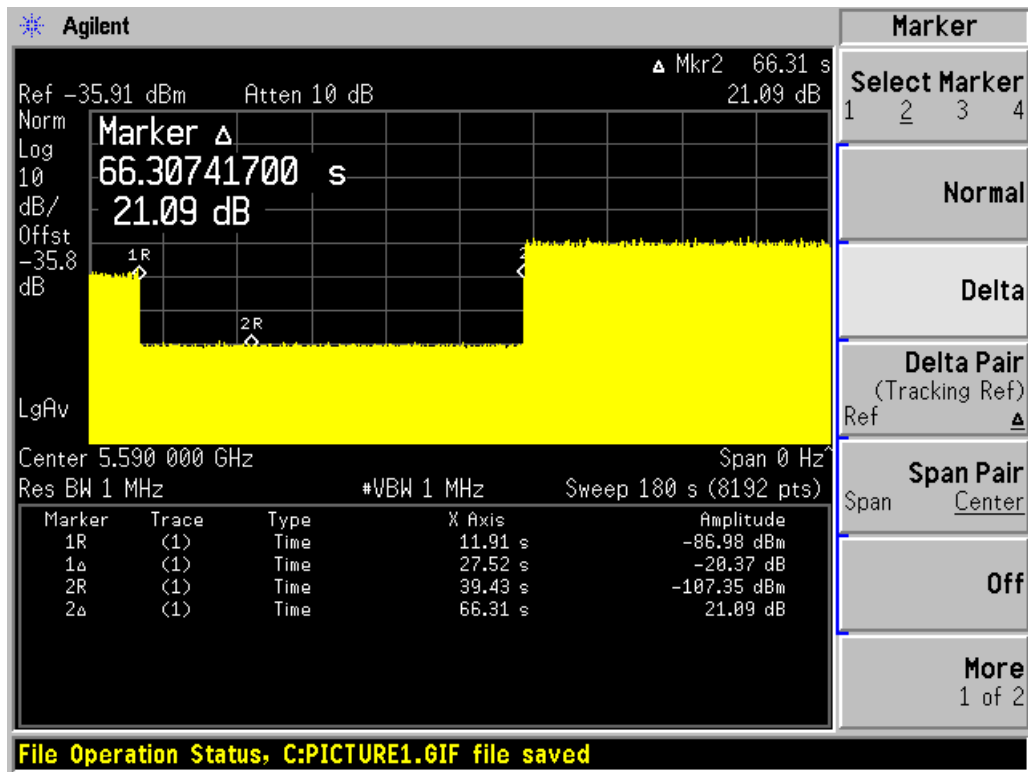 Agilent
Marker
Δ Mkr2 66.31 s
Ref -35.91 dBm Atten 10 dB 21.09 dB
Norm
Log
10
dB/
Offst
-35.8
dB
Marker Δ
66.30741700 s
21.09 dB
1R
2R
2
LgAv
Center 5.590 000 GHz Span 0 Hz^
Res BW 1 MHz #VBW 1 MHz Sweep 180 s (8192 pts)
Marker Trace Type X Axis Amplitude
1R (1) Time 11.91 s -86.98 dBm
1Δ (1) Time 27.52 s -20.37 dB
2R (1) Time 39.43 s -107.35 dBm
2Δ (1) Time 66.31 s 21.09 dB
Select Marker
1 2 3 4
Normal
Delta
Delta Pair
(Tracking Ref)
Ref Δ
Span Pair
Span Center
Off
More
1 of 2
File Operation Status, C:PICTURE1.GIF file saved